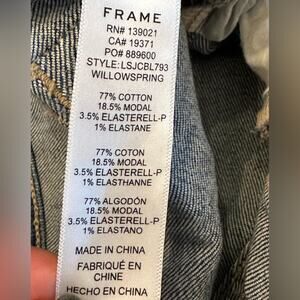 FRAME
RN# 139021
CA# 19371
PO# 889600
STYLE: LSJCBL793
WILLOWSPRING
77% COTTON
18.5% MODAL
3.5% ELASTERELL-P
1% ELASTANE
77% COTON
18.5% MODAL
3.5% ELASTERELL-P
1% ELASTHANNE
77% ALGODÓN
18.5% MODAL
3.5% ELASTERELL-P
1% ELASTANO
MADE IN CHINA
FABRIQUÉ EN
CHINE
HECHO EN CHINA